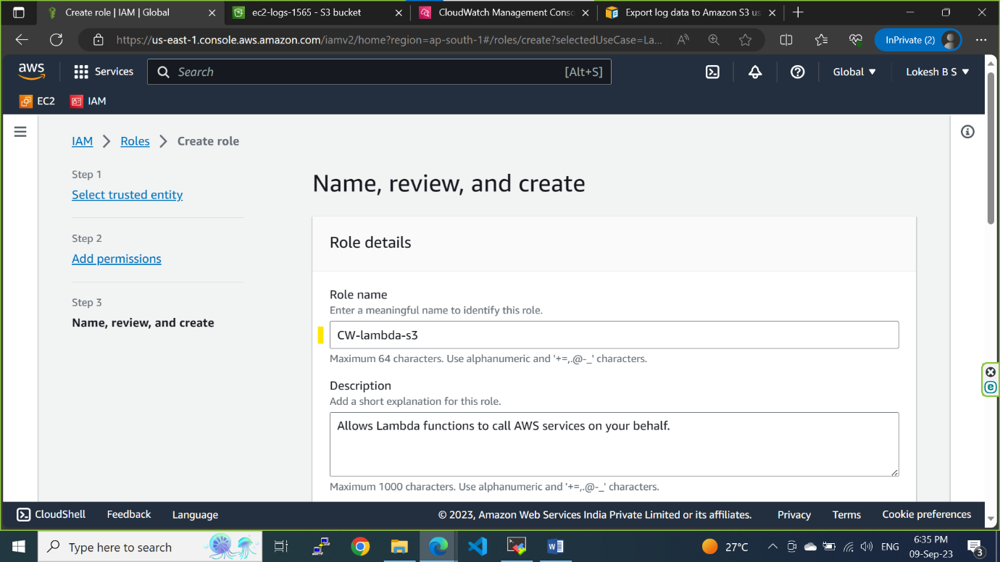 Create role | IAM | Global
ec2-logs-1565 - S3 bucket
CloudWatch Management Conso
Export log data to Amazon S3 us
https://us-east-1.console.aws.amazon.com/iamv2/home?region=ap-south-1#/roles/create?selectedUseCase=La...
InPrivate (2)
aws
Services
Search
[Alt+S]
Global ▼
Lokesh B S ▼
EC2
IAM
IAM > Roles > Create role
Step 1
Select trusted entity
Step 2
Add permissions
Step 3
Name, review, and create
Name, review, and create
Role details
Role name
Enter a meaningful name to identify this role.
CW-lambda-s3
Maximum 64 characters. Use alphanumeric and '+=,.@-_' characters.
Description
Add a short explanation for this role.
Allows Lambda functions to call AWS services on your behalf.
Maximum 1000 characters. Use alphanumeric and '+=,.@-_' characters.
CloudShell
Feedback
Language
© 2023, Amazon Web Services India Private Limited or its affiliates.
Privacy
Terms
Cookie preferences
Type here to search
27°C
ENG
6:35 PM
09-Sep-23
3